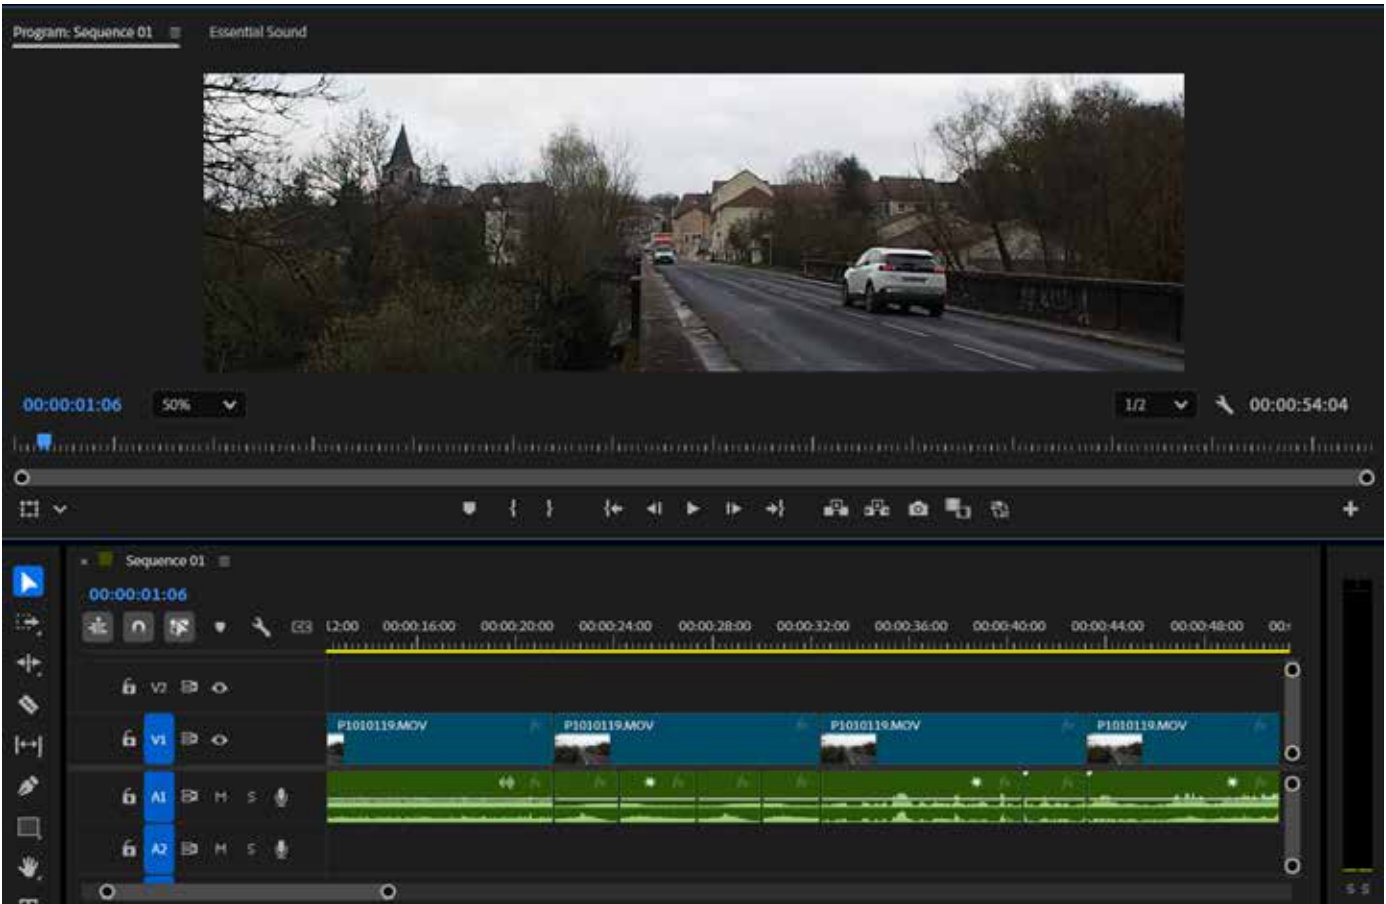 Program: Sequence 01 Essential Sound
00:00:01:06 50% 1/2 00:00:54:04
Sequence 01
00:00:01:06
12:00 00:00:16:00 00:00:20:00 00:00:24:00 00:00:28:00 00:00:32:00 00:00:36:00 00:00:40:00 00:00:44:00 00:00:48:00 00:
V2
P1010119.MOV P1010119.MOV P1010119.MOV P1010119.MOV
V1
A1 M S
A2 M S
S S